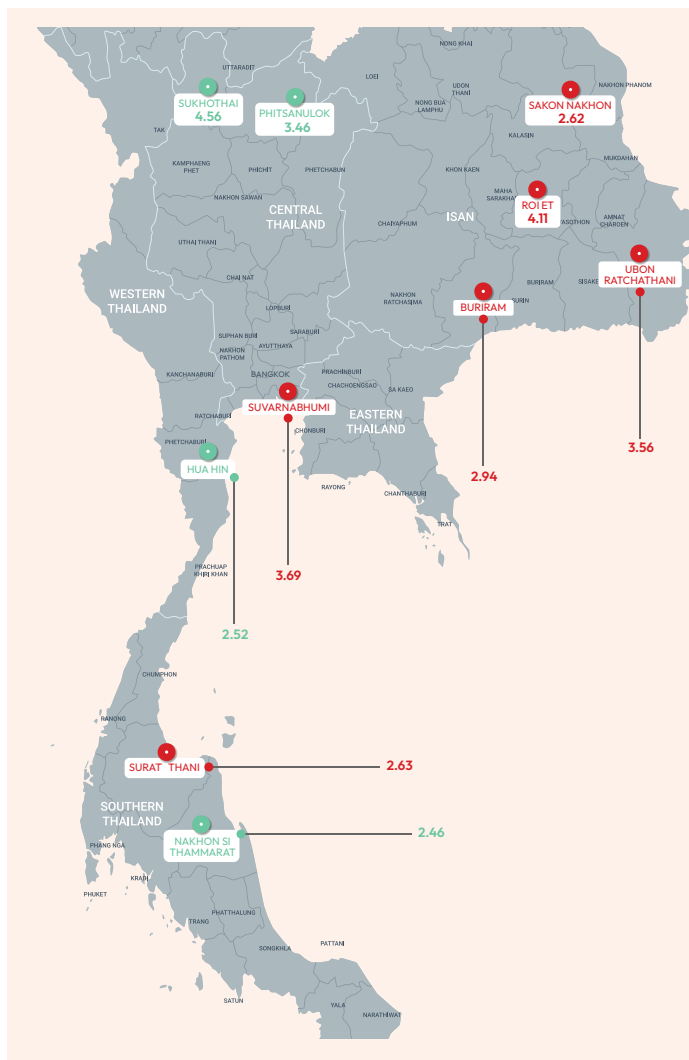 NONG KHAI
UTTARADIT
LOEI
UDON
THANI
NAKHON PHANOM
SUKHOTHAI
4.56
PHITSANULOK
3.46
NONG BUA
LAMPHU
SAKON NAKHON
2.62
TAK
KALASIN
KAMPHAENG
PHET
PHICHIT
PHETCHABUN
KHON KAEN
MUKDAHAN
NAKHON SAWAN
MAHA
SARAKHA
ROI ET
4.11
YASOTHON
AMNAT
CHAROEN
CENTRAL
THAILAND
ISAN
CHAIYAPHUM
UTHAI THANI
CHAI NAT
UBON
RATCHATHANI
WESTERN
THAILAND
NAKHON
RATCHASIMA
BURIRAM
SISAKE
BURIRAM
URIN
LOPBURI
SUPHAN BURI
SARABURI
NAKHON
PATHOM
AYUTTHAYA
KANCHANABURI
BANGKOK
PRACHINBURI
CHACHOENGSAO
SA KAEO
SUVARNABHUMI
RATCHABURI
EASTERN
THAILAND
CHONBURI
PHETCHABURI
HUA HIN
3.56
2.94
RAYONG
CHANTHABURI
TRAT
PRACHUAP
KHIRI KHAN
3.69
2.52
CHUMPHON
RANONG
SURAT THANI
2.63
SOUTHERN
THAILAND
NAKHON SI
THAMMARAT
2.46
PHANG NGA
KRABI
PHUKET
PHATTHALUNG
TRANG
SONGKHLA
PATTANI
SATUN
YALA
NARATHIWAT